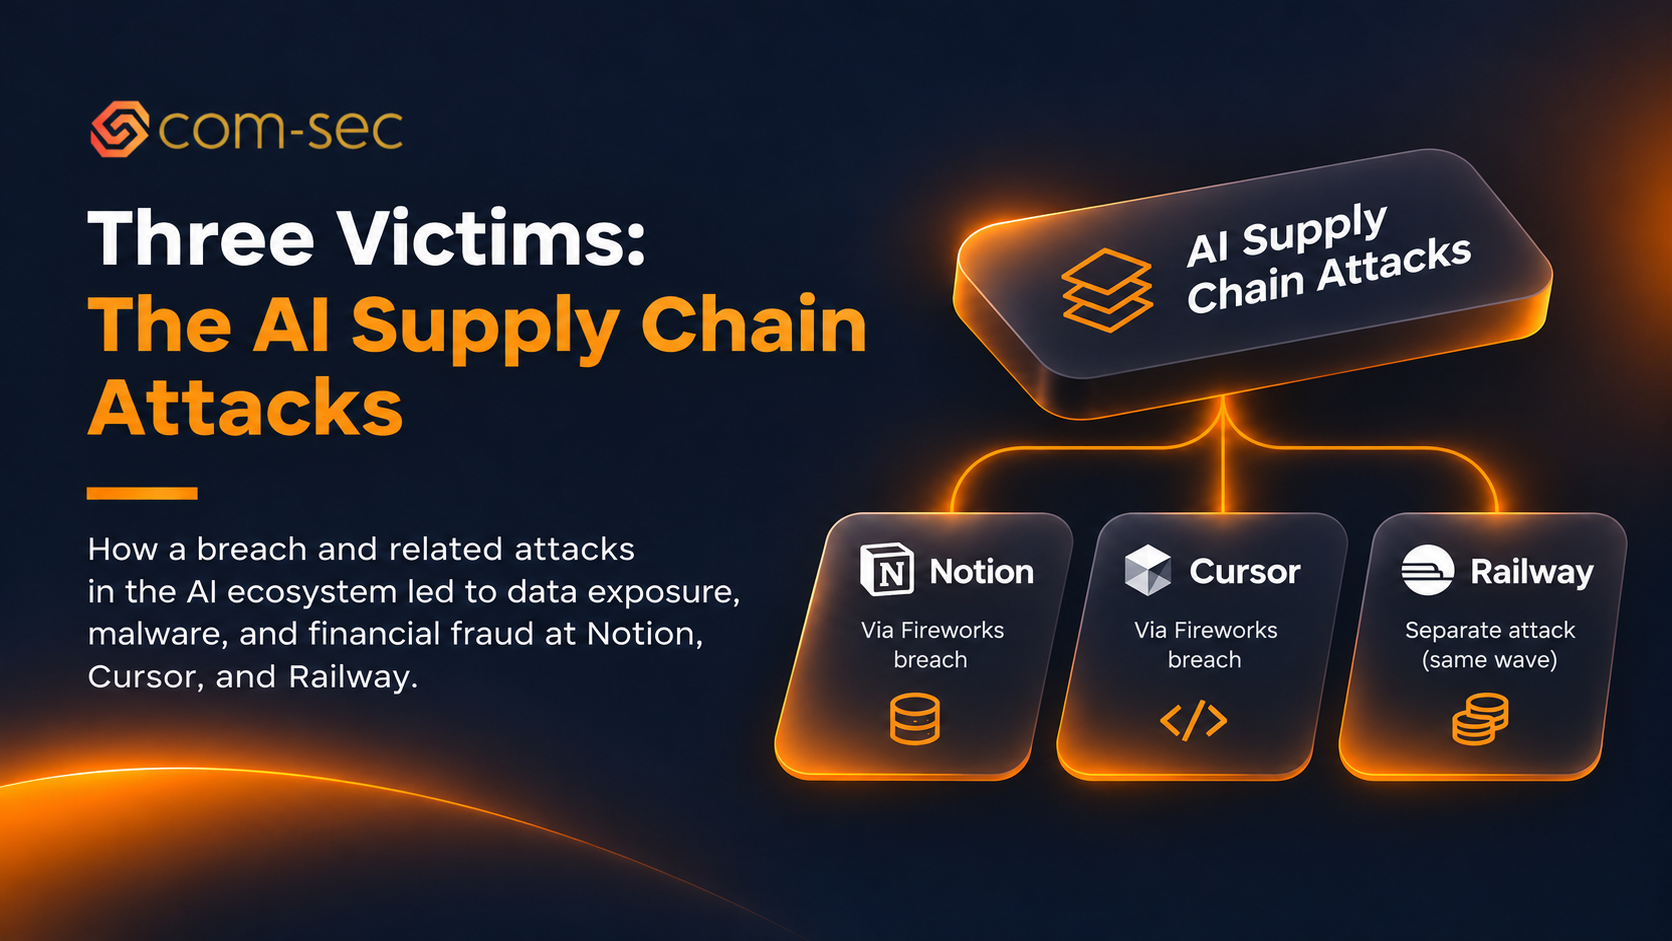 com-sec
Three Victims:
The AI Supply Chain
Attacks
How a breach and related attacks
in the AI ecosystem led to data exposure,
malware, and financial fraud at Notion,
Cursor, and Railway.
AI Supply
Chain Attacks
N Notion
Via Fireworks
breach
Cursor
Via Fireworks
breach
</>
Railway
Separate attack
(same wave)